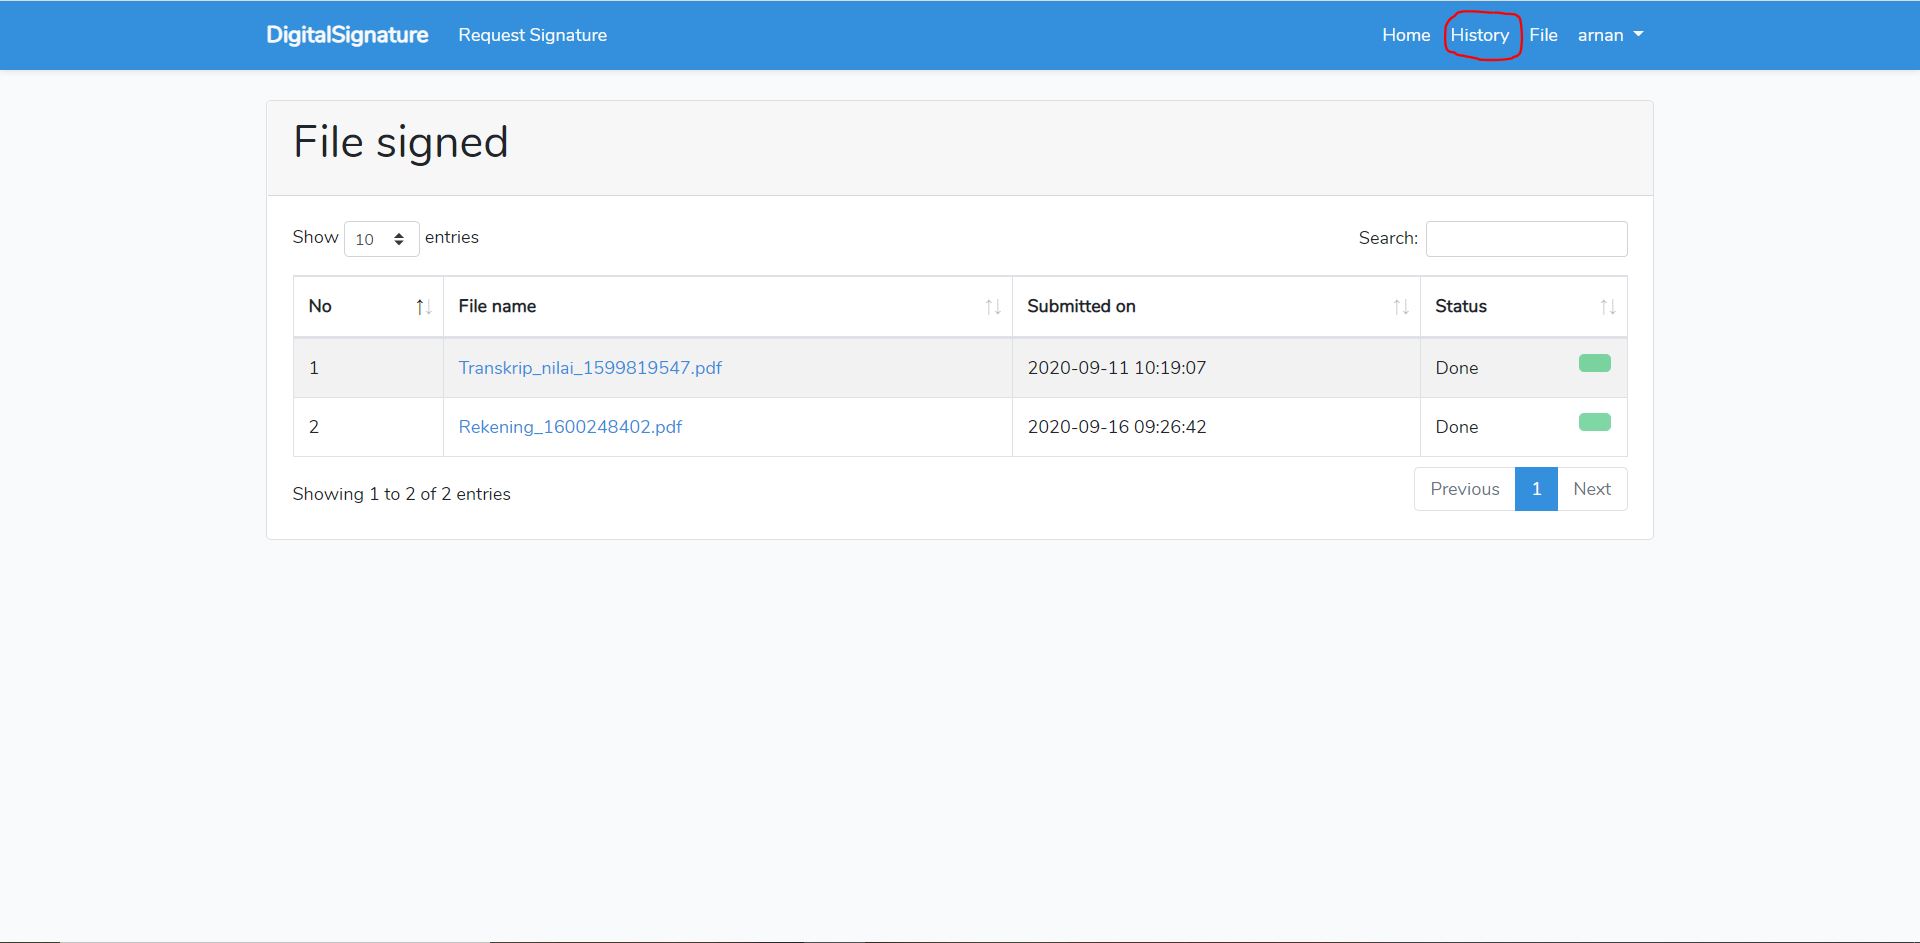 DigitalSignature Request Signature Home History File arnan
File signed
Show 10 entries Search:
No File name Submitted on Status
1 Transkrip_nilai_1599819547.pdf 2020-09-11 10:19:07 Done
2 Rekening_1600248402.pdf 2020-09-16 09:26:42 Done
Showing 1 to 2 of 2 entries Previous 1 Next